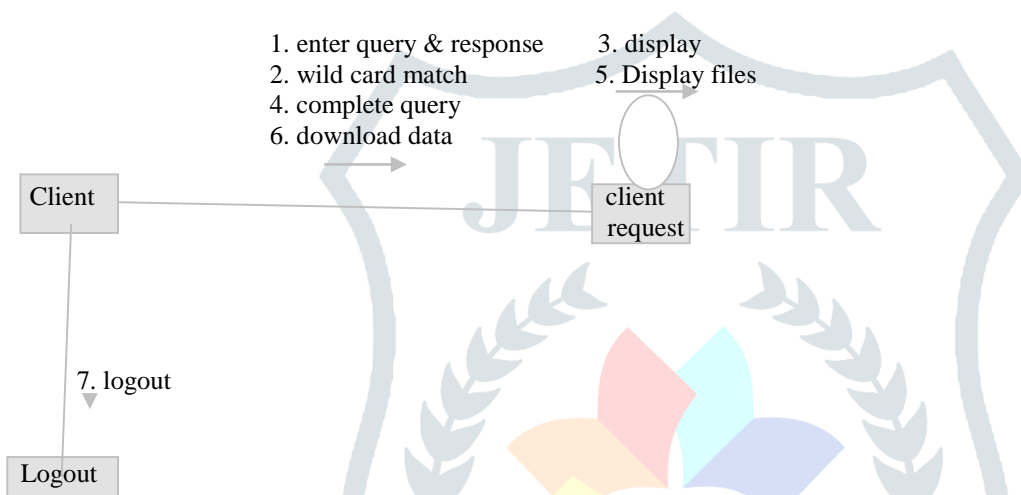 1. enter query & response
2. wild card match
4. complete query
6. download data
3. display
5. Display files
JETIR
Client
client
request
7. logout
Logout